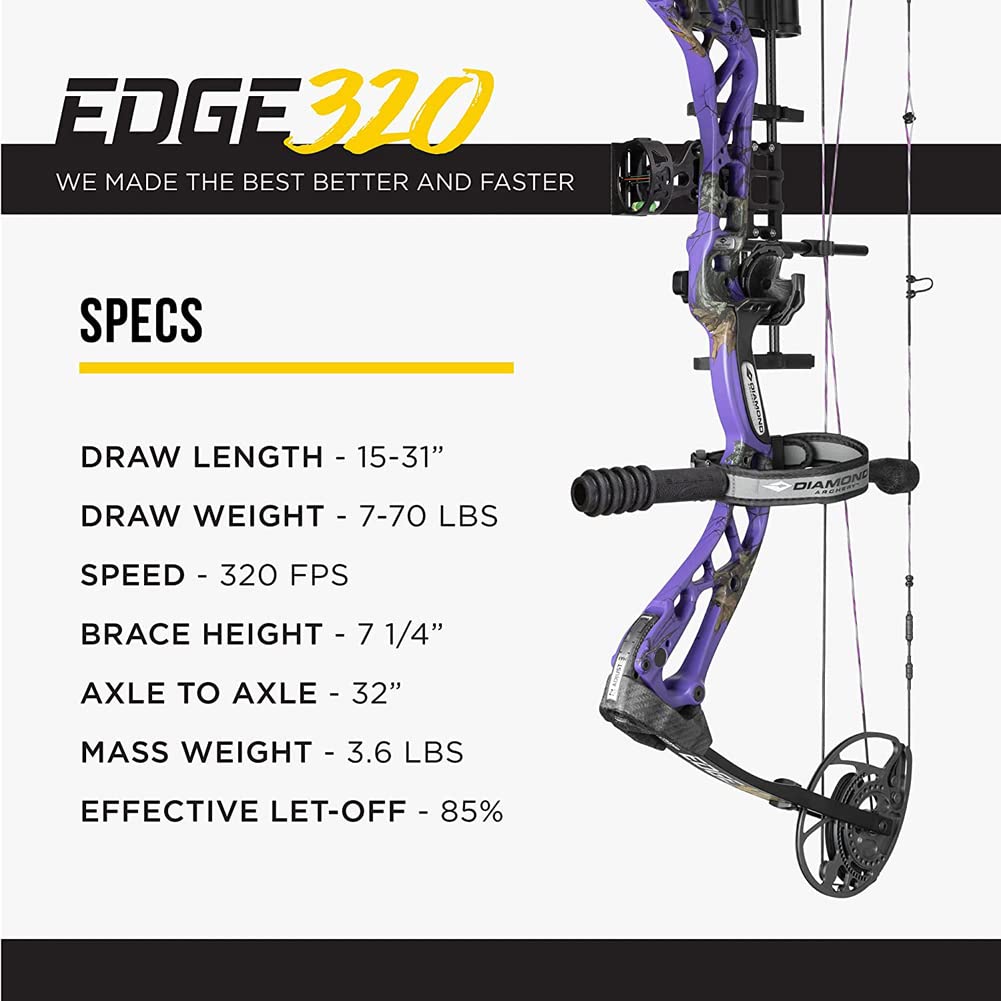 EDGE320
WE MADE THE BEST BETTER AND FASTER
SPECS
DRAW LENGTH - 15-31”
DRAW WEIGHT - 7-70 LBS
SPEED - 320 FPS
BRACE HEIGHT - 7 1/4”
AXLE TO AXLE - 32”
MASS WEIGHT - 3.6 LBS
EFFECTIVE LET-OFF - 85%
DIAMOND
DIAMOND
ARCHERY